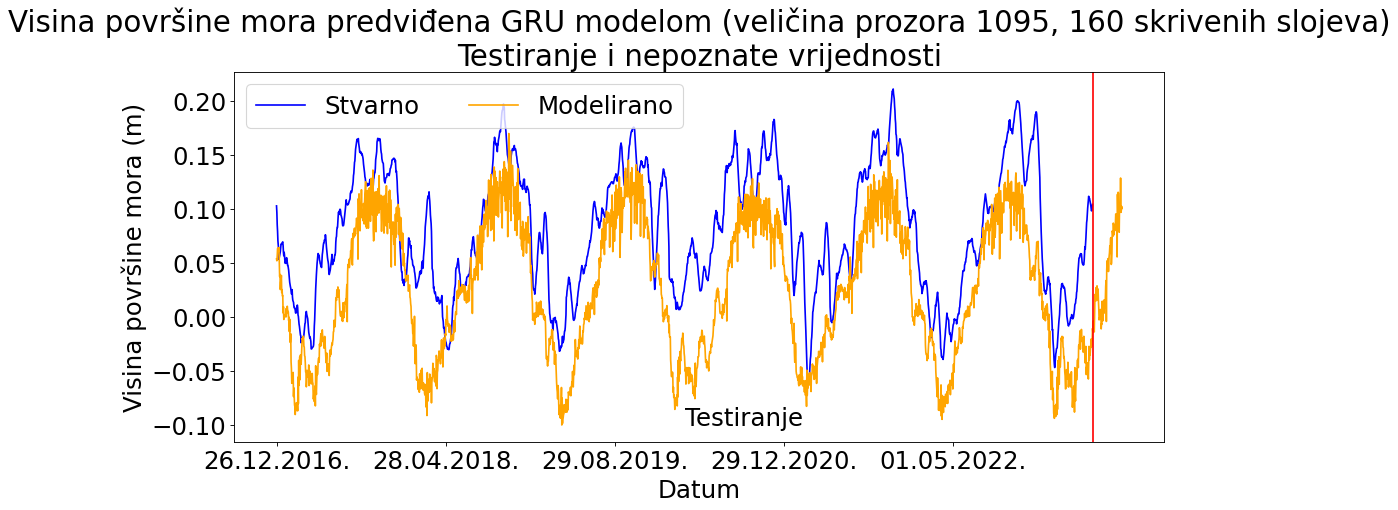 Visina površine mora predviđena GRU modelom (veličina prozora 1095, 160 skrivenih slojeva)
Testiranje i nepoznate vrijednosti
Stvarno
Modelirano
Visina površine mora (m)
0.20
0.15
0.10
0.05
0.00
−0.05
−0.10
Testiranje
26.12.2016.
28.04.2018.
29.08.2019.
29.12.2020.
01.05.2022.
Datum